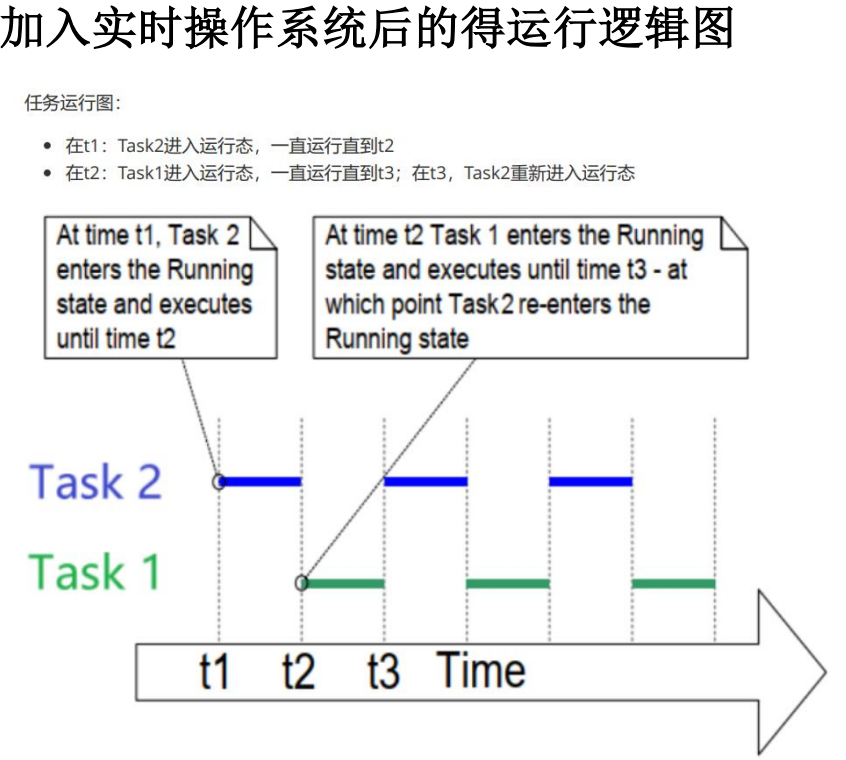 加入实时操作系统后的得运行逻辑图
任务运行图：
在t1：Task2进入运行态，一直运行直到t2
在t2：Task1进入运行态，一直运行直到t3；在t3，Task2重新进入运行态
At time t1, Task 2
enters the Running
state and executes
until time t2
At time t2 Task 1 enters the Running
state and executes until time t3 - at
which point Task2 re-enters the
Running state
Task 2
Task 1
t1 t2 t3 Time